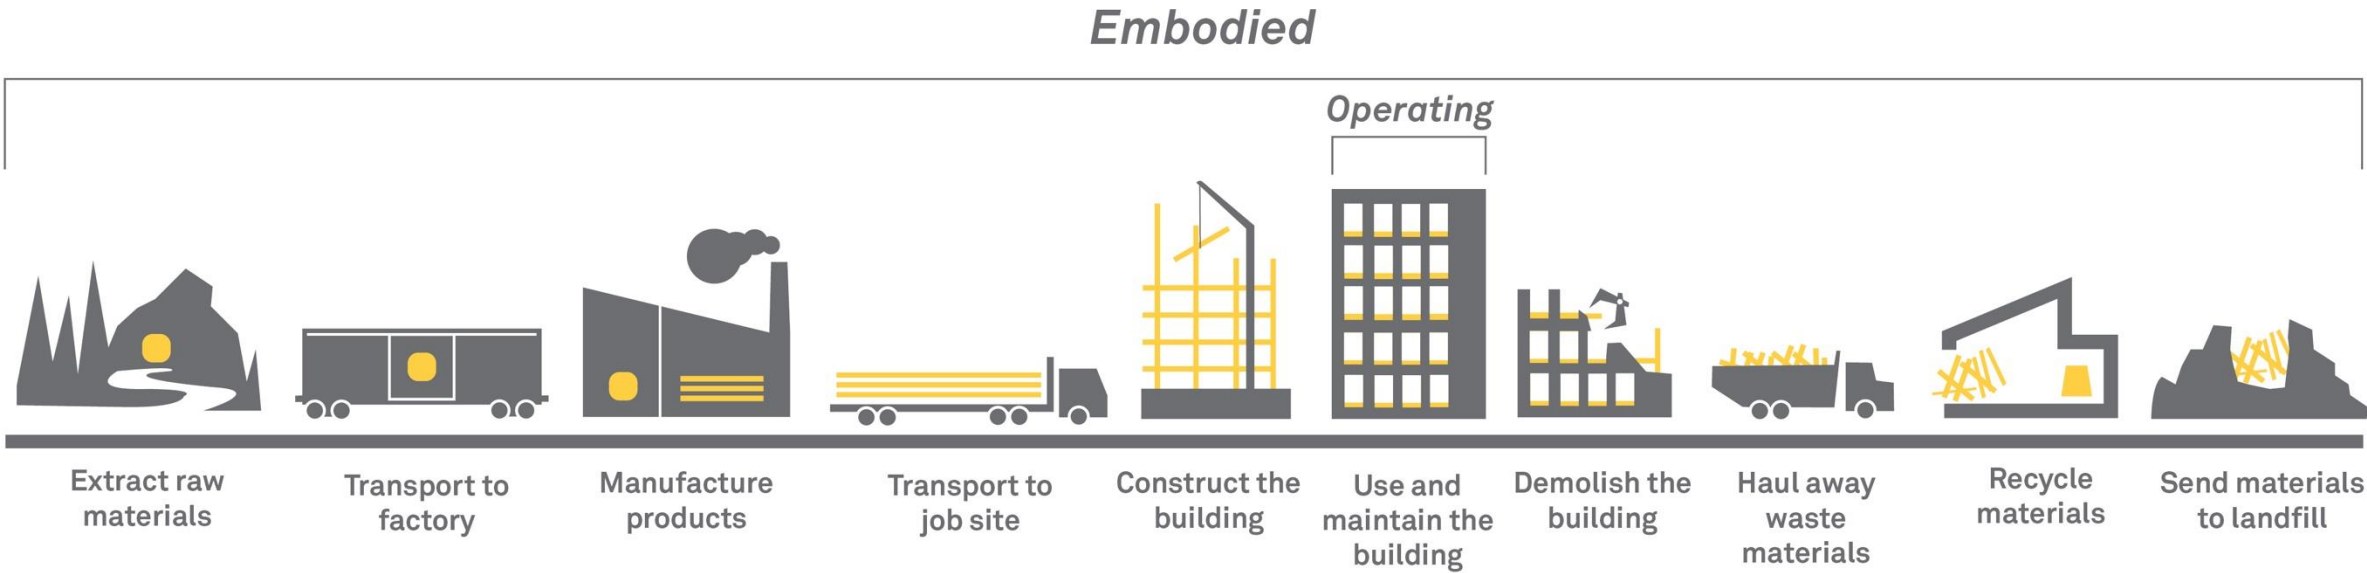 Embodied
Operating
Extract raw
materials
Transport to
factory
Manufacture
products
Transport to
job site
Construct the
building
Use and
maintain the
building
Demolish the
building
Haul away
waste
materials
Recycle
materials
Send materials
to landfill